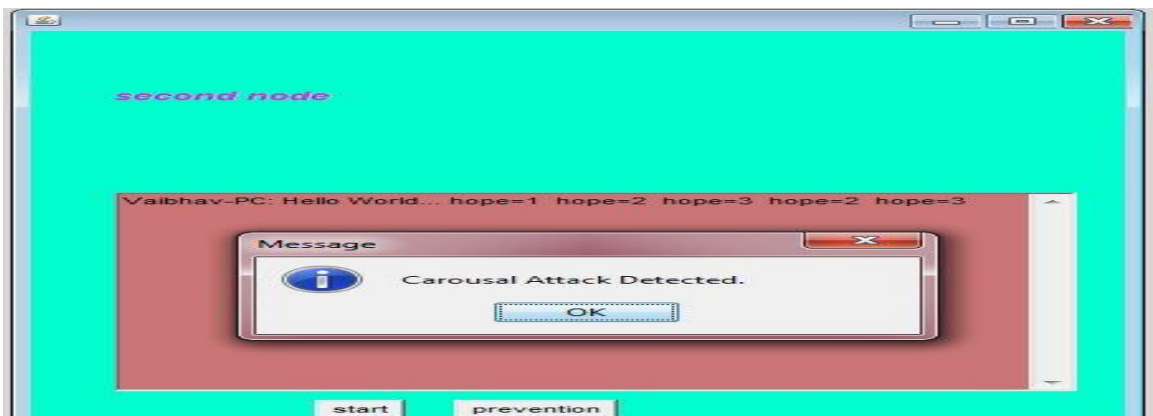 second node
Vaibhav-PC: Hello World... hope=1 hope=2 hope=3 hope=2 hope=3
Message
Carousal Attack Detected.
OK
start prevention